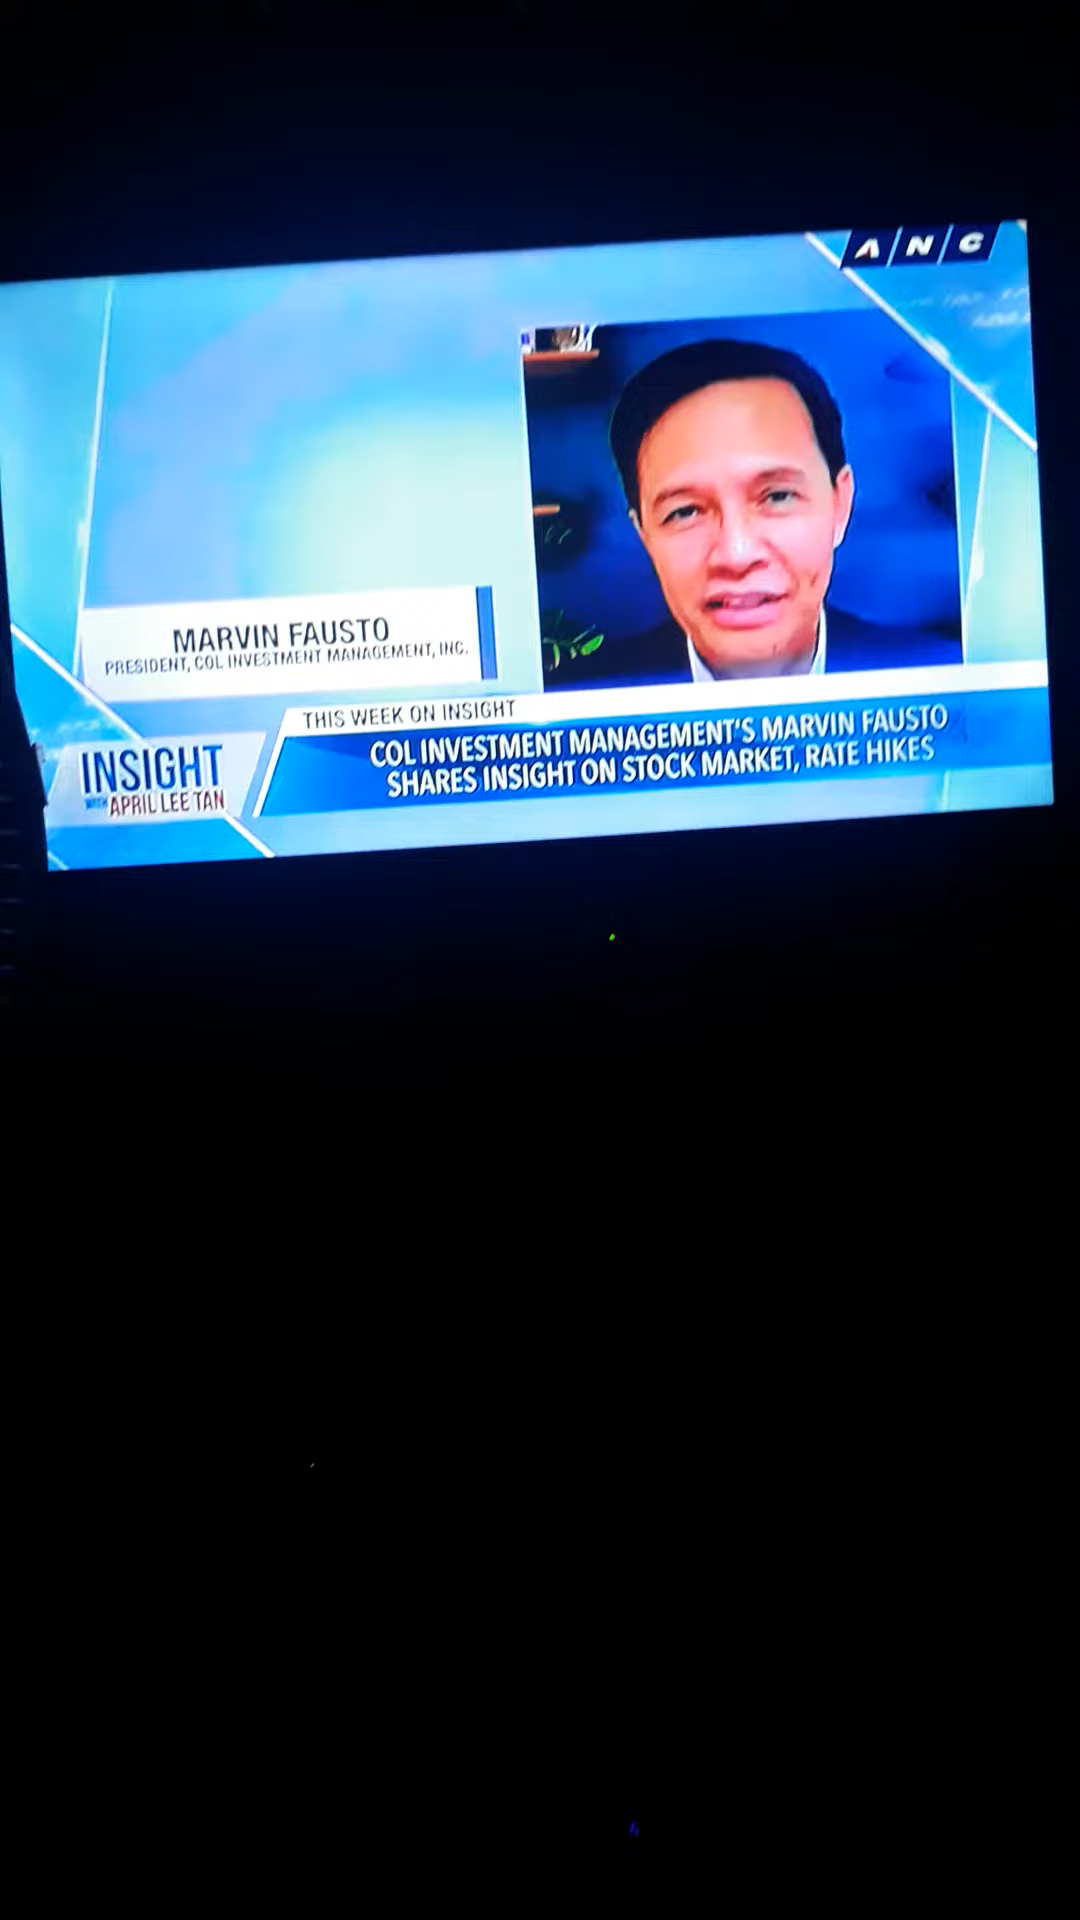 ANC
MARVIN FAUSTO
PRESIDENT, COL INVESTMENT MANAGEMENT, INC.
THIS WEEK ON INSIGHT
COL INVESTMENT MANAGEMENT'S MARVIN FAUSTO
SHARES INSIGHT ON STOCK MARKET, RATE HIKES
INSIGHT
WITH APRIL LEE TAN